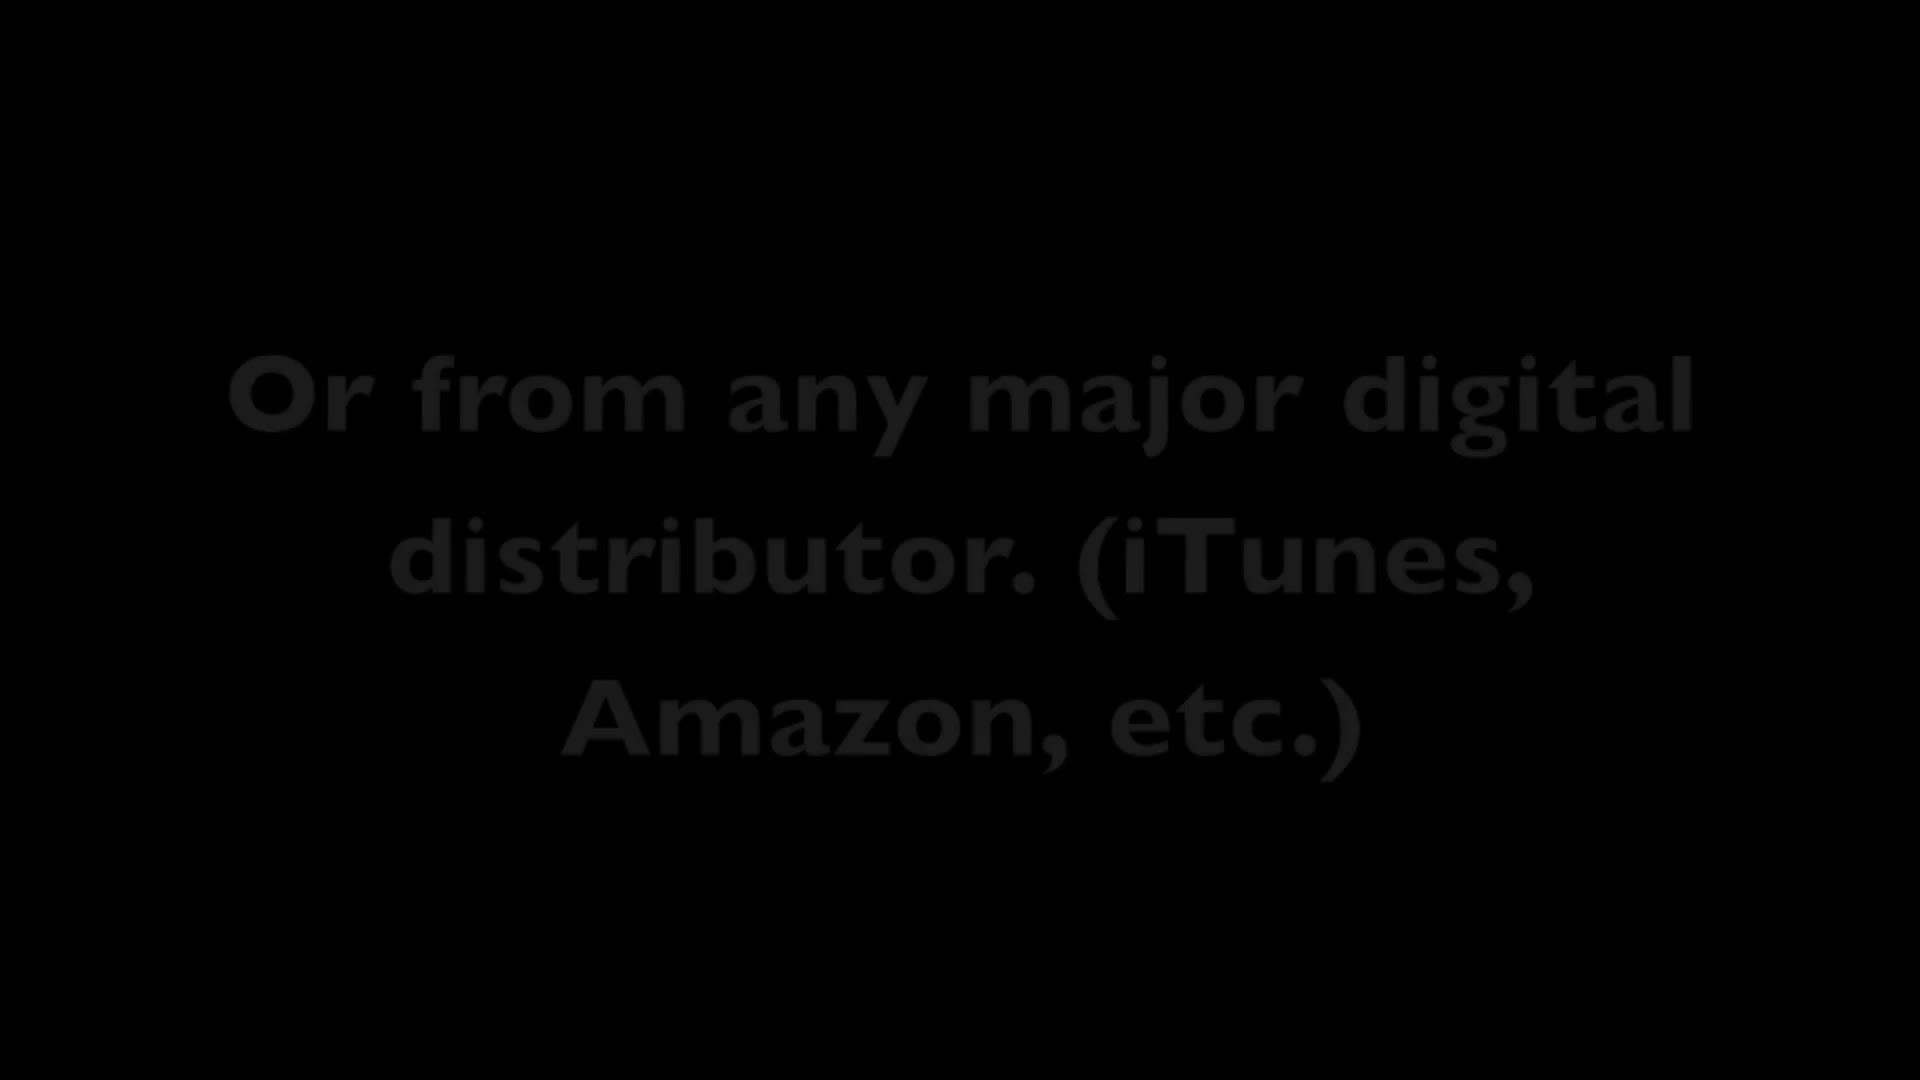 Or from any major digital
distributor. (iTunes,
Amazon, etc.)